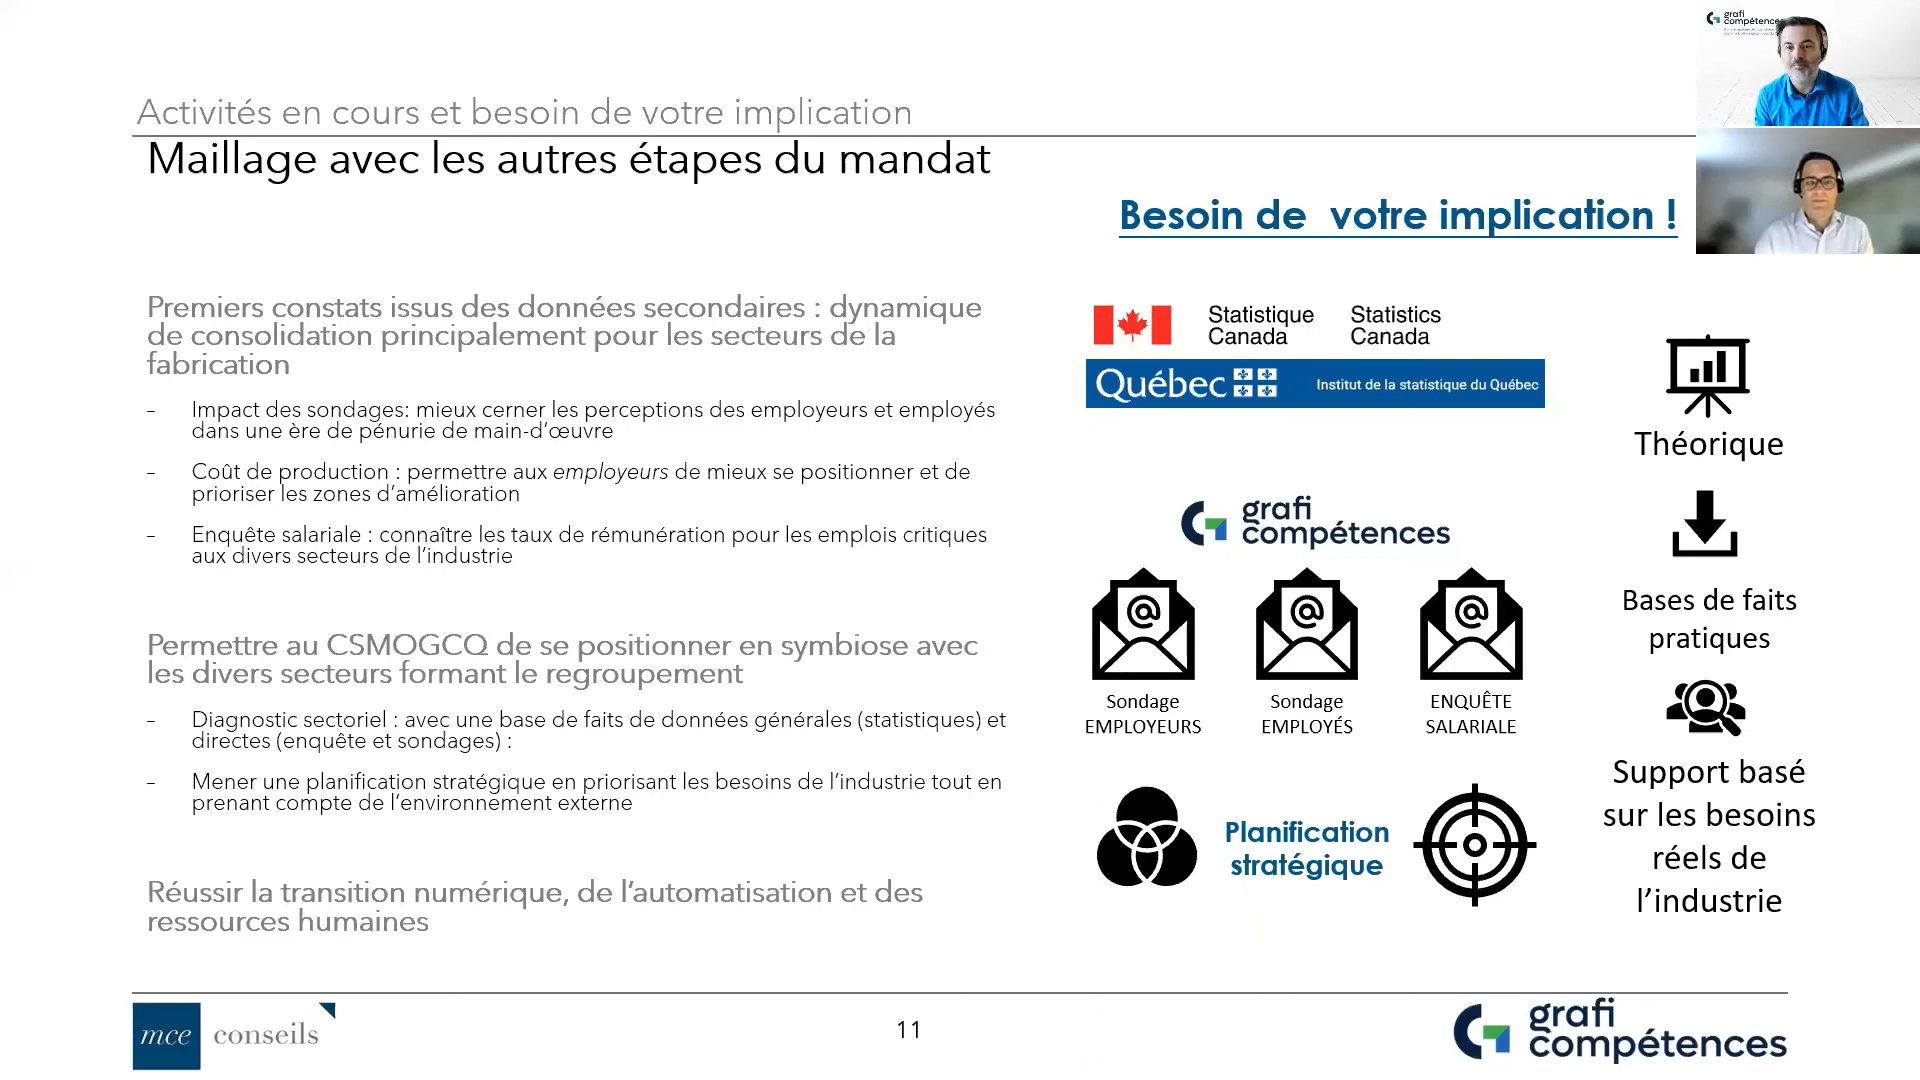 grafi
compétences
Activités en cours et besoin de votre implication
Maillage avec les autres étapes du mandat
Besoin de  votre implication !
Premiers constats issus des données secondaires : dynamique
de consolidation principalement pour les secteurs de la
fabrication
– Impact des sondages: mieux cerner les perceptions des employeurs et employés
dans une ère de pénurie de main-d’œuvre
– Coût de production : permettre aux employeurs de mieux se positionner et de
prioriser les zones d’amélioration
– Enquête salariale : connaître les taux de rémunération pour les emplois critiques
aux divers secteurs de l’industrie
Permettre au CSMOGCQ de se positionner en symbiose avec
les divers secteurs formant le regroupement
– Diagnostic sectoriel : avec une base de faits de données générales (statistiques) et
directes (enquête et sondages) :
– Mener une planification stratégique en priorisant les besoins de l’industrie tout en
prenant compte de l’environnement externe
Réussir la transition numérique, de l’automatisation et des
ressources humaines
Statistique Statistics
Canada Canada
Québec Institut de la statistique du Québec
grafi
compétences
Sondage
EMPLOYEURS
Sondage
EMPLOYÉS
ENQUÊTE
SALARIALE
Planification
stratégique
Théorique
Bases de faits
pratiques
Support basé
sur les besoins
réels de
l’industrie
mce conseils
11
grafi
compétences